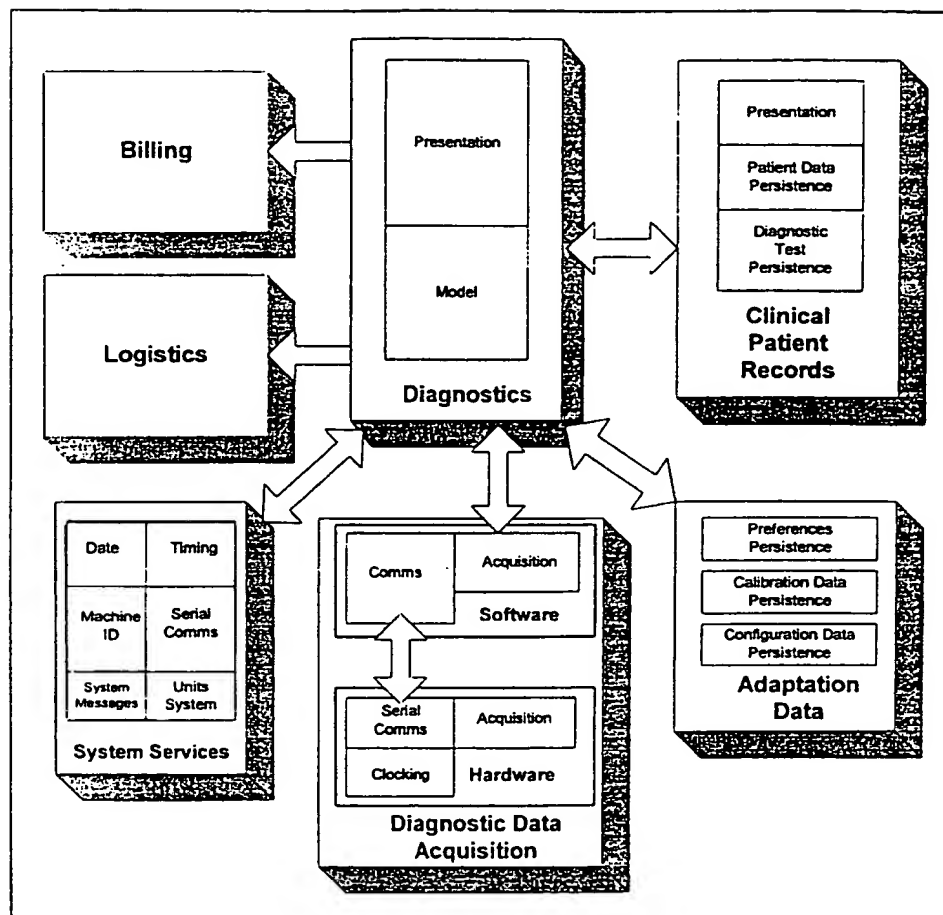 Billing
Logistics
Presentation
Model
Diagnostics
Presentation
Patient Data
Persistence
Diagnostic
Test
Persistence
Clinical
Patient
Records
Date
Timing
Machine
ID
Serial
Comms
System
Messages
Units
System
System Services
Comms
Acquisition
Software
Serial
Comms
Acquisition
Clocking
Hardware
Diagnostic Data
Acquisition
Preferences
Persistence
Calibration Data
Persistence
Configuration Data
Persistence
Adaptation
Data